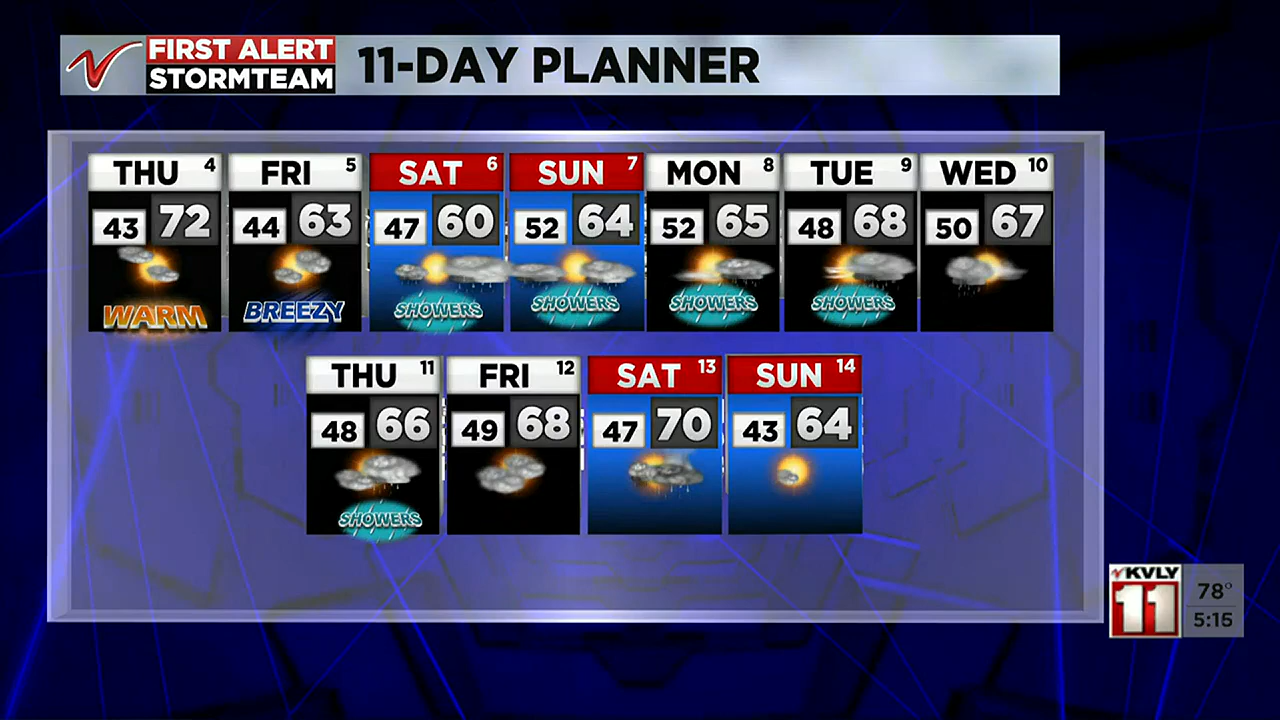 FIRST ALERT
STORMTEAM
11-DAY PLANNER
THU 4 FRI 5 SAT 6 SUN 7 MON 8 TUE 9 WED 10
43 72 44 63 47 60 52 64 52 65 48 68 50 67
WARM BREEZY SHOWERS SHOWERS SHOWERS SHOWERS
THU 11 FRI 12 SAT 13 SUN 14
48 66 49 68 47 70 43 64
SHOWERS
KVLY
11
78°
5:15